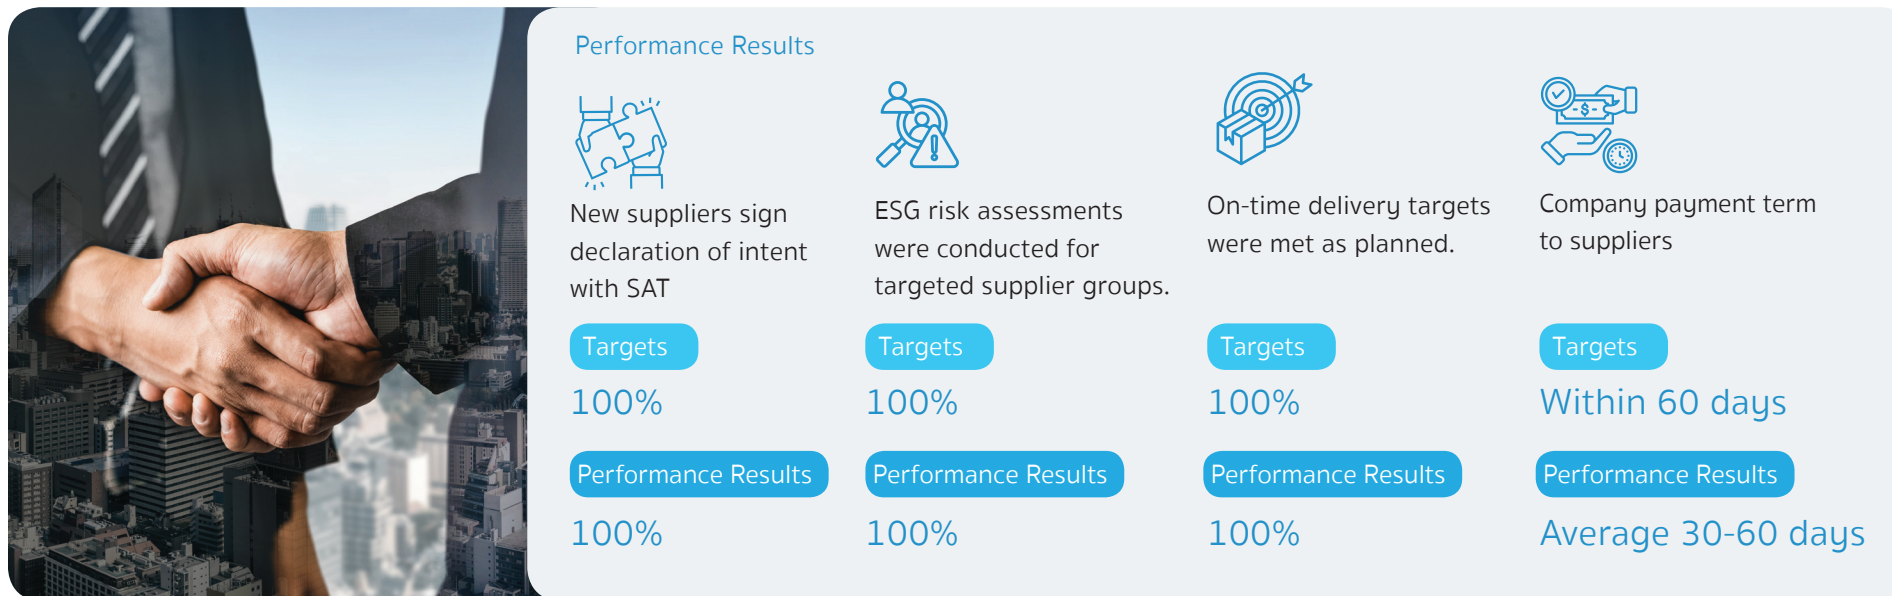 Performance Results
New suppliers sign
declaration of intent
with SAT
Targets
100%
Performance Results
100%
ESG risk assessments
were conducted for
targeted supplier groups.
Targets
100%
Performance Results
100%
On-time delivery targets
were met as planned.
Targets
100%
Performance Results
100%
Company payment term
to suppliers
Targets
Within 60 days
Performance Results
Average 30-60 days